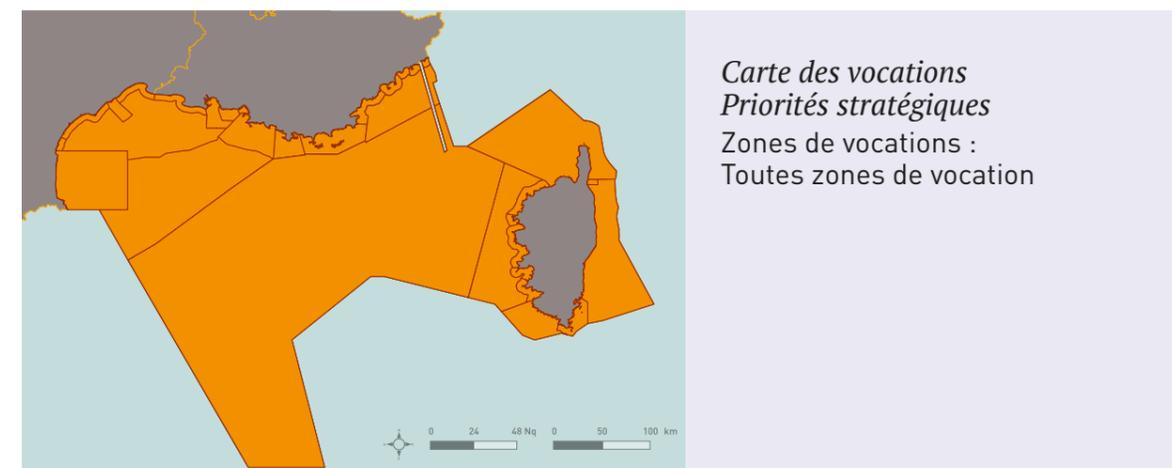 Carte des vocations
Priorités stratégiques
Zones de vocations :
Toutes zones de vocation
0 24 48 Nq 0 50 100 km